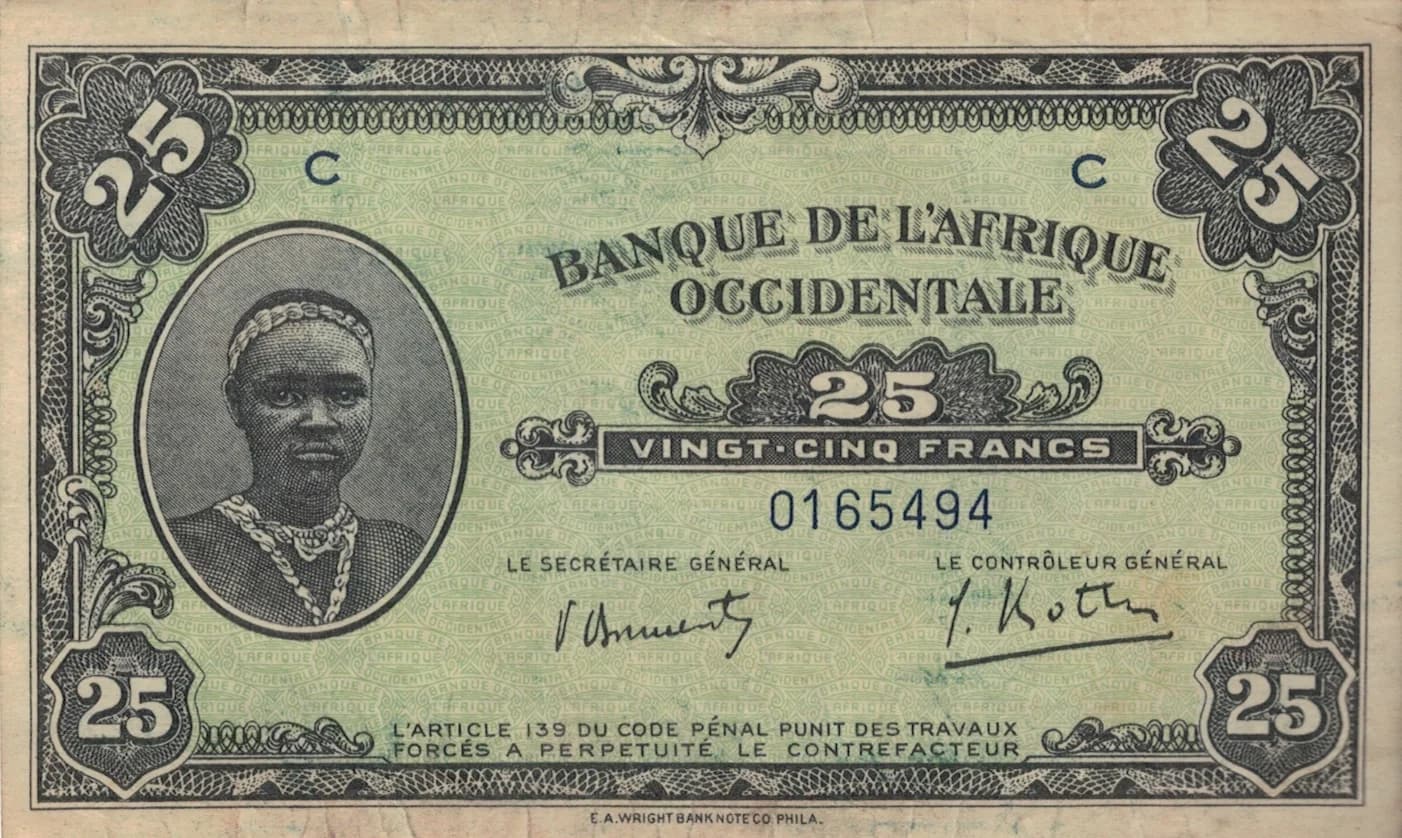 25
25
C
C
BANQUE DE L'AFRIQUE
OCCIDENTALE
25
VINGT-CINQ FRANCS
0165494
LE SECRÉTAIRE GÉNÉRAL
LE CONTRÔLEUR GÉNÉRAL
25
25
L'ARTICLE 139 DU CODE PÉNAL PUNIT DES TRAVAUX
FORCÉS A PERPETUITÉ LE CONTREFACTEUR
E.A.WRIGHT BANK NOTE CO. PHILA.